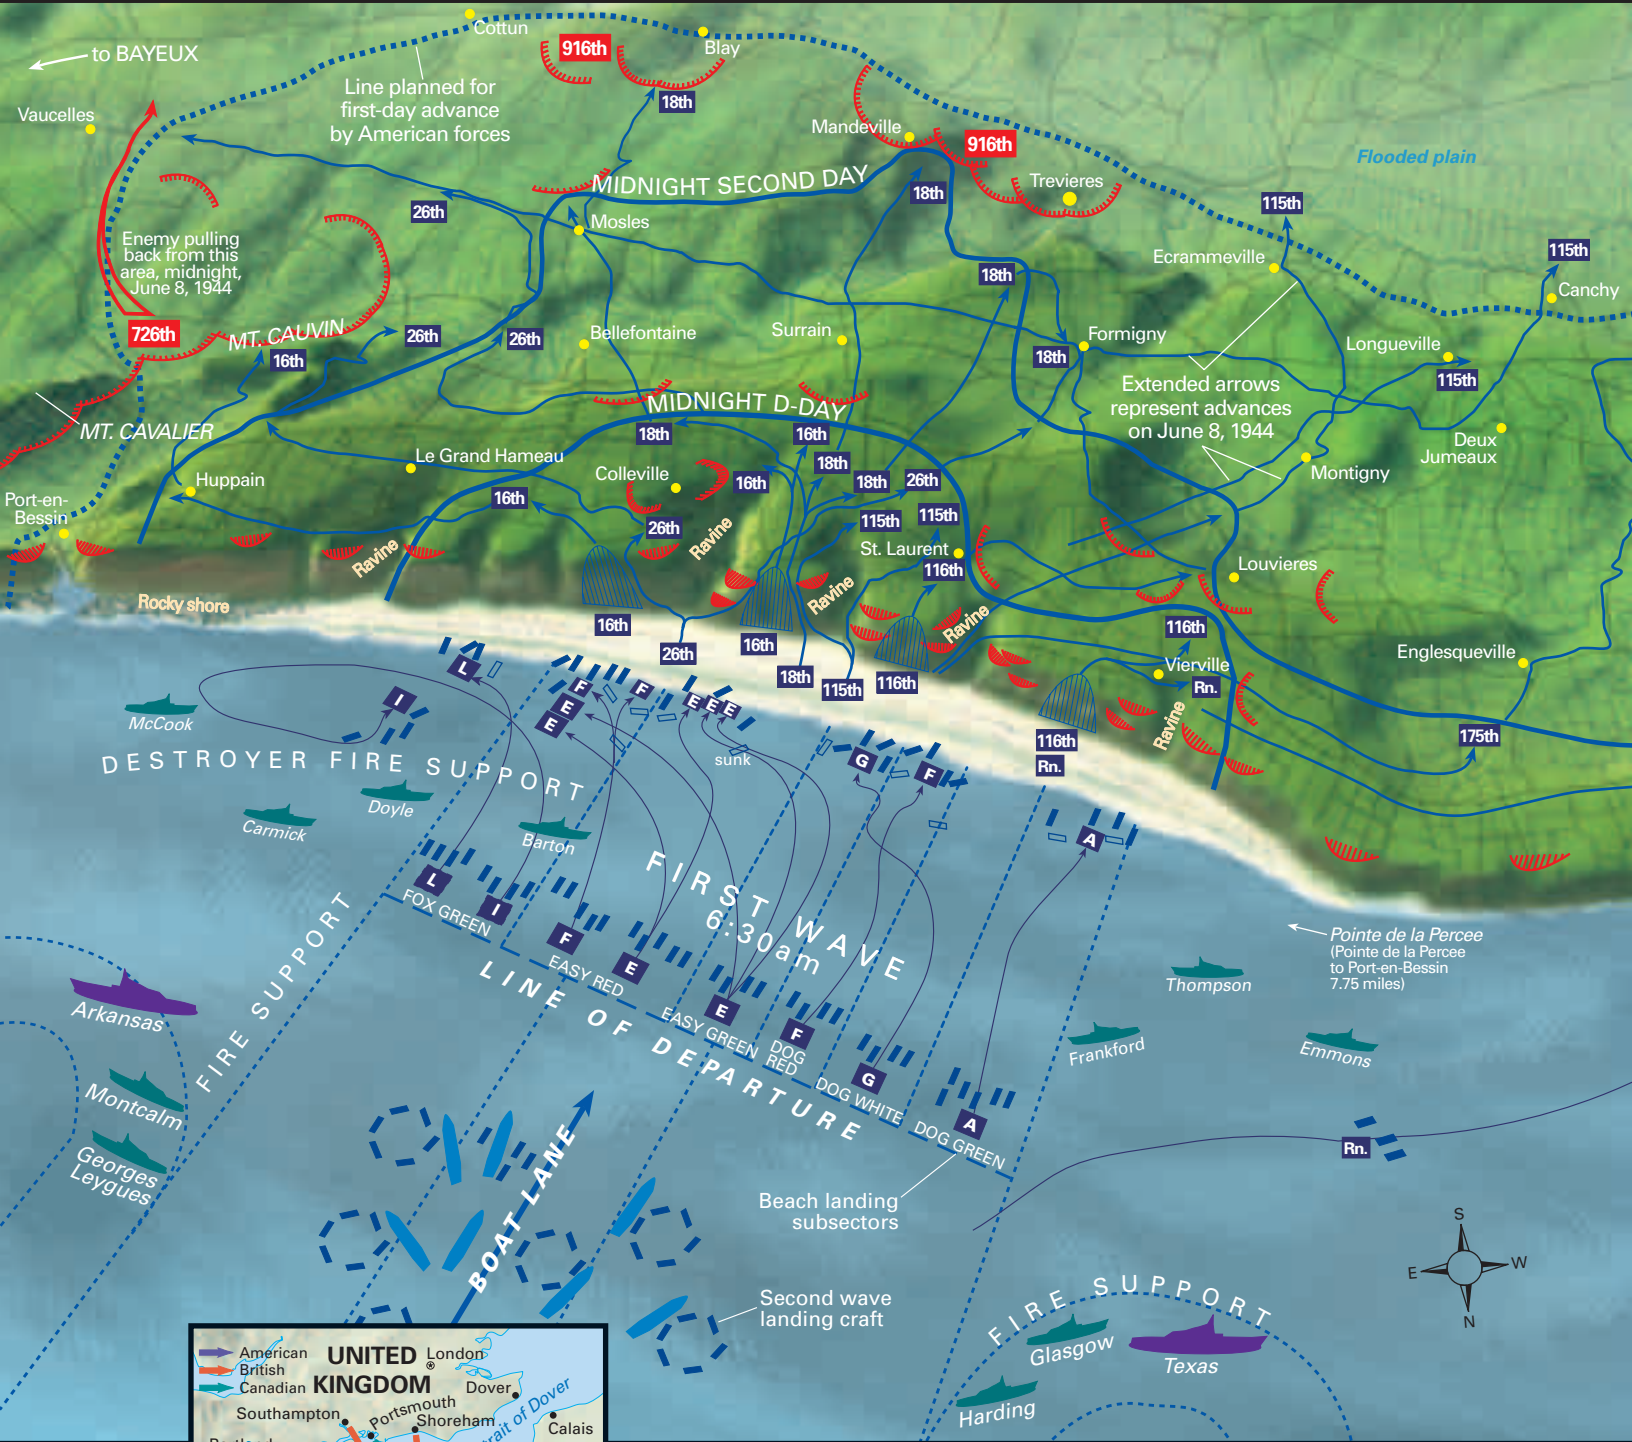 Cottun
Blay
to BAYEUX
916th
Line planned for
first-day advance
by American forces
18th
Vaucelles
Mandeville
916th
Flooded plain
Trevieres
MIDNIGHT SECOND DAY
18th
26th
115th
Mosles
Enemy pulling
back from this
area, midnight,
June 8, 1944
Ecrammeville
115th
18th
Canchy
726th
MT. CAUVIN
26th
26th
Bellefontaine
Surrain
Formigny
Longueville
16th
18th
115th
Extended arrows
represent advances
on June 8, 1944
MT. CAVALIER
MIDNIGHT D-DAY
18th
16th
Deux
Jumeaux
Le Grand Hameau
18th
Montigny
Huppain
Colleville
16th
18th
26th
Port-en-
Bessin
16th
26th
115th
115th
Ravine
Ravine
St. Laurent
116th
Louvieres
Rocky shore
Ravine
Ravine
16th
16th
116th
26th
Englesqueville
18th
115th
116th
Vierville
Rn.
Ravine
175th
116th
Rn.
L
I
F
E
E
F
E
E
E
G
F
A
McCook
DESTROYER FIRE SUPPORT
sunk
Doyle
Carmick
Barton
FIRST WAVE
6:30am
L
I
F
E
E
F
G
A
FOX GREEN
EASY RED
EASY GREEN
DOG
RED
DOG WHITE
DOG GREEN
LINE OF DEPARTURE
FIRE SUPPORT
Arkansas
Montcalm
Georges
Leygues
Pointe de la Percee
(Pointe de la Percee
to Port-en-Bessin
7.75 miles)
Thompson
Frankford
Emmons
Rn.
BOAT LANE
Beach landing
subsectors
Second wave
landing craft
S
E
W
N
FIRE SUPPORT
Glasgow
Texas
Harding
American
British
Canadian
UNITED
KINGDOM
London
Dover
Southampton
Portsmouth
Shoreham
Calais